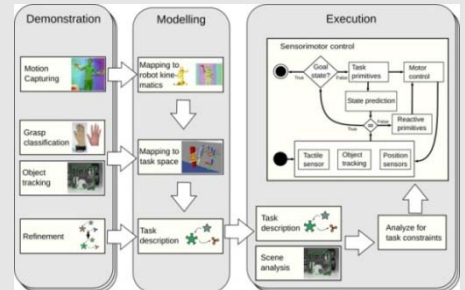 Demonstration
Motion
Capturing
Grasp
classification
Object
tracking
Refinement
Modelling
Mapping to
robot kine-
matics
Mapping to
task space
Task
description
Execution
Sensorimotor control
Goal
state?
True
False
Task
primitives
Motor
control
State prediction
=
True
False
Reactive
primitives
Tactile
sensor
Object
tracking
Position
sensors
Task
description
Scene
analysis
Analyze for
task constraints